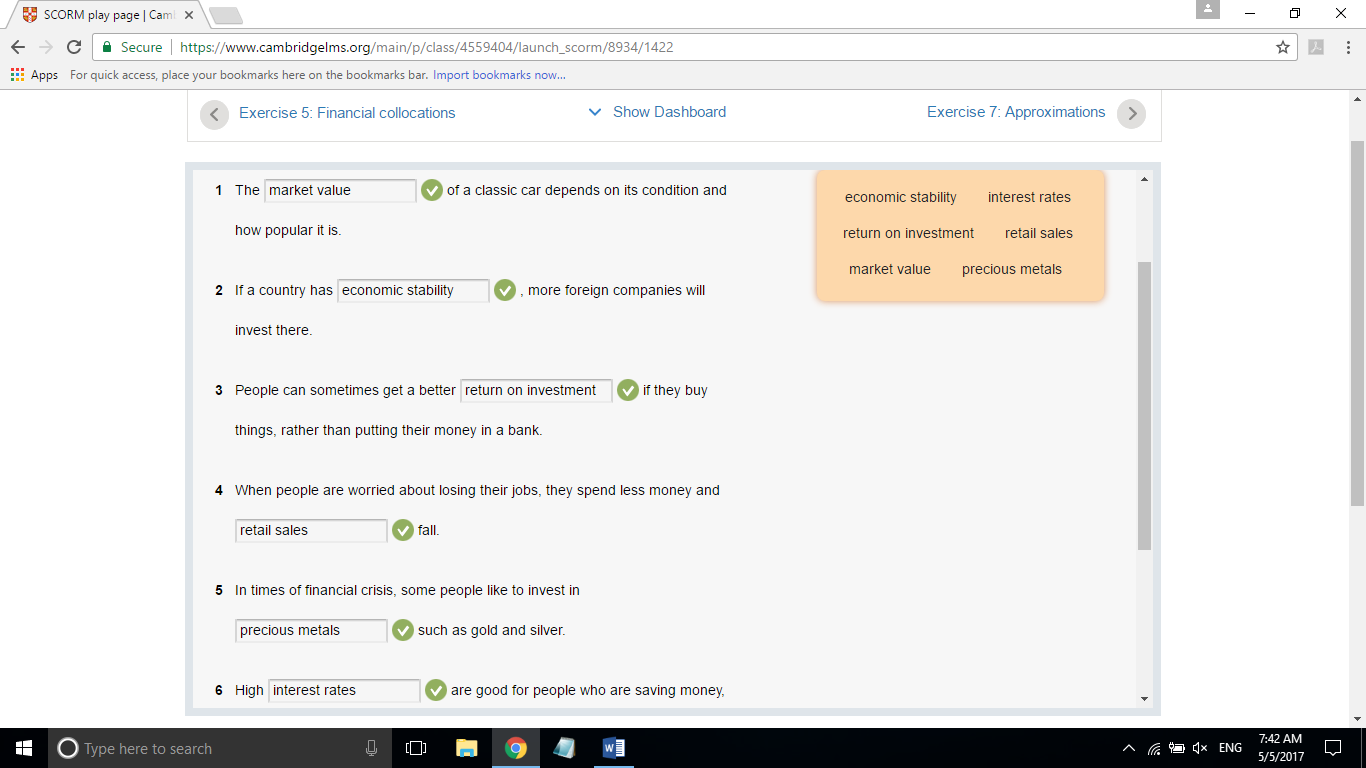 SCORM play page | Cam
Secure https://www.cambridgelms.org/main/p/class/4559404/launch_scorm/8934/1422
Apps For quick access, place your bookmarks here on the bookmarks bar. Import bookmarks now...
Exercise 5: Financial collocations Show Dashboard Exercise 7: Approximations
1 The market value of a classic car depends on its condition and
how popular it is.
2 If a country has economic stability , more foreign companies will
invest there.
3 People can sometimes get a better return on investment if they buy
things, rather than putting their money in a bank.
4 When people are worried about losing their jobs, they spend less money and
retail sales fall.
5 In times of financial crisis, some people like to invest in
precious metals such as gold and silver.
6 High interest rates are good for people who are saving money,
economic stability interest rates
return on investment retail sales
market value precious metals
Type here to search
ENG
7:42 AM
5/5/2017